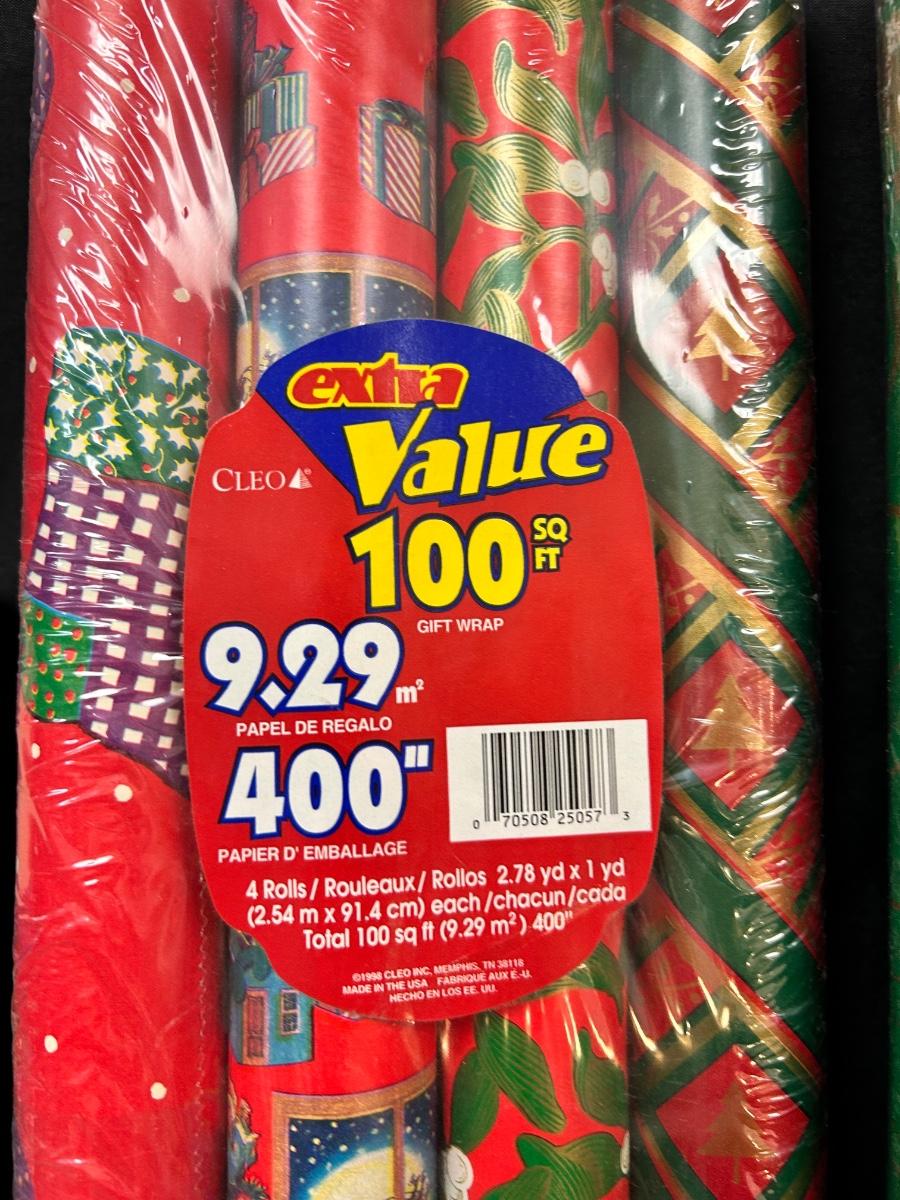 extra
Value
CLEO®
100 SQ FT
GIFT WRAP
9.29 m²
PAPEL DE REGALO
400"
PAPIER D' EMBALLAGE
0 70508 25057 3
4 Rolls / Rouleaux / Rollos 2.78 yd x 1 yd
(2.54 m x 91.4 cm) each /chacun /cada
Total 100 sq ft (9.29 m²) 400"
©1998 CLEO INC. MEMPHIS, TN 38118
MADE IN THE USA FABRIQUE AUX É.-U.
HECHO EN LOS EE. UU.